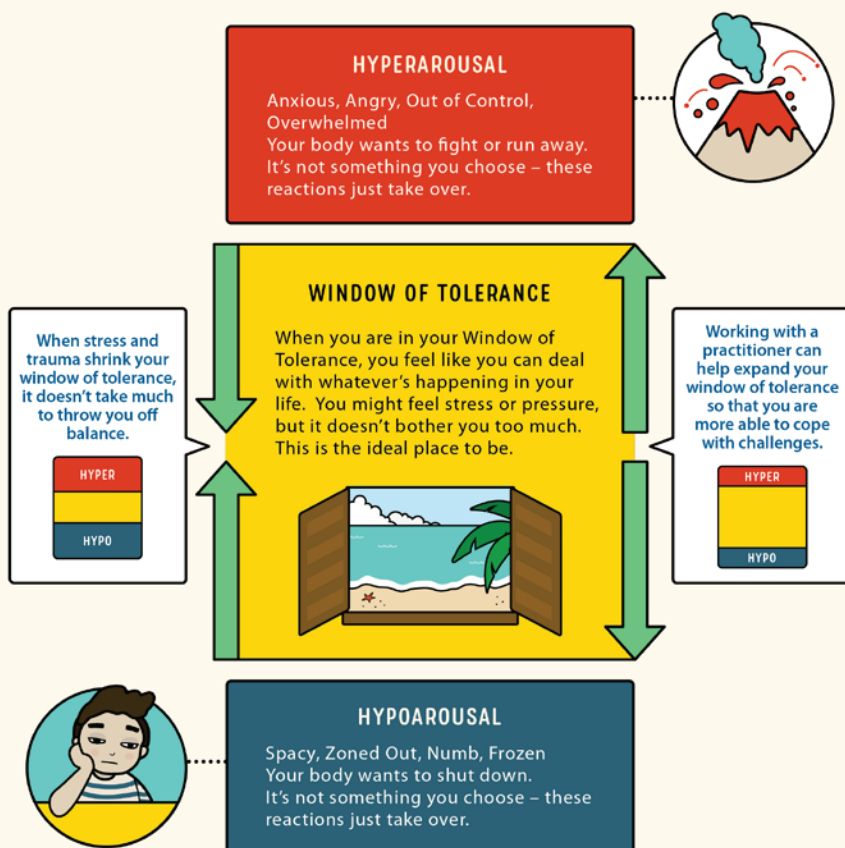 HYPERAROUSAL
Anxious, Angry, Out of Control,
Overwhelmed
Your body wants to fight or run away.
It's not something you choose – these
reactions just take over.
WINDOW OF TOLERANCE
When you are in your Window of
Tolerance, you feel like you can deal
with whatever's happening in your
life. You might feel stress or pressure,
but it doesn't bother you too much.
This is the ideal place to be.
When stress and
trauma shrink your
window of tolerance,
it doesn't take much
to throw you off
balance.
HYPER
HYPO
Working with a
practitioner can
help expand your
window of tolerance
so that you are
more able to cope
with challenges.
HYPER
HYPO
HYPOAROUSAL
Spacy, Zoned Out, Numb, Frozen
Your body wants to shut down.
It's not something you choose – these
reactions just take over.